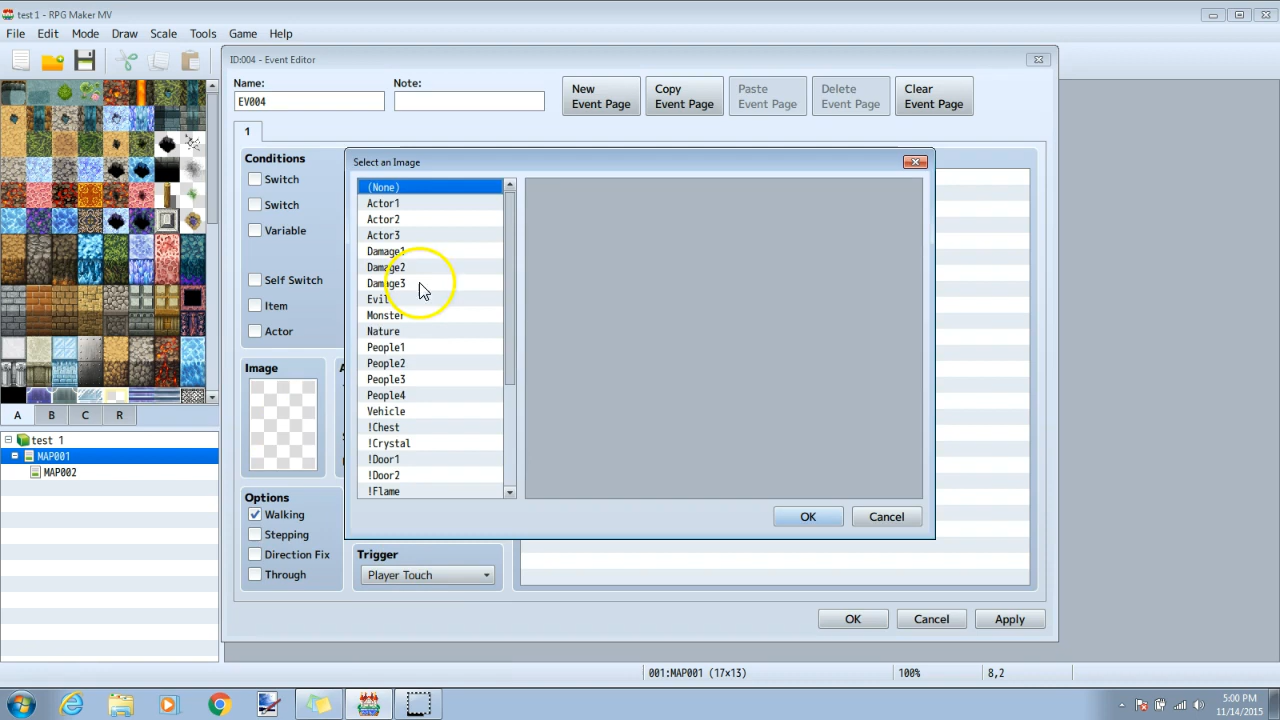 test 1 - RPG Maker MV
File Edit Mode Draw Scale Tools Game Help
ID:004 - Event Editor
Name:
Note:
EV004
New Event Page
Copy Event Page
Paste Event Page
Delete Event Page
Clear Event Page
1
Conditions
Switch
Switch
Variable
Self Switch
Item
Actor
Image
Options
Walking
Stepping
Direction Fix
Through
Trigger
Player Touch
Select an Image
(None)
Actor1
Actor2
Actor3
Damage1
Damage2
Damage3
Evil
Monster
Nature
People1
People2
People3
People4
Vehicle
!Chest
!Crystal
!Door1
!Door2
!Flame
OK Cancel
OK Cancel Apply
A B C R
test 1
MAP001
MAP002
001:MAP001 (17x13) 100% 8,2
5:00 PM
11/14/2015